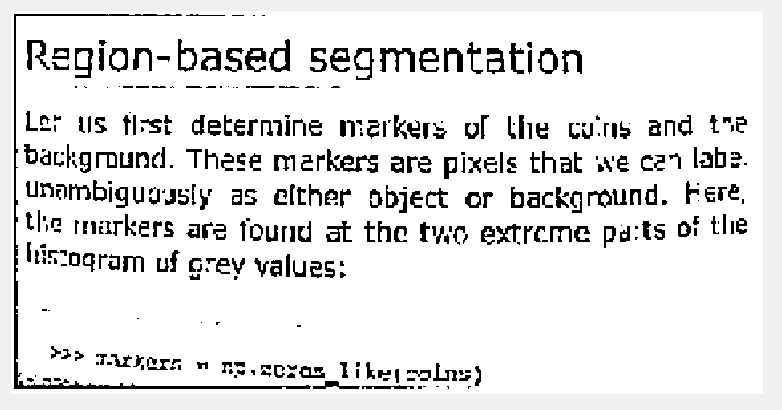 Region-based segmentation
Let us first determine markers of the coins and the
background. These markers are pixels that we can label
unambiguously as either object or background. Here,
the markers are found at the two extreme parts of the
histogram of grey values:
>>> markers = np.zeros_like(coins)